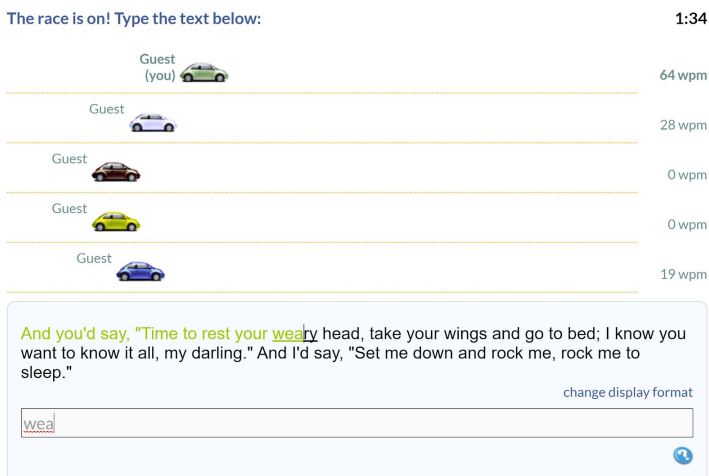 The race is on! Type the text below:
1:34
Guest
(you)
64 wpm
Guest
28 wpm
Guest
0 wpm
Guest
0 wpm
Guest
19 wpm
And you'd say, "Time to rest your weary head, take your wings and go to bed; I know you
want to know it all, my darling." And I'd say, "Set me down and rock me, rock me to
sleep."
change display format
wea